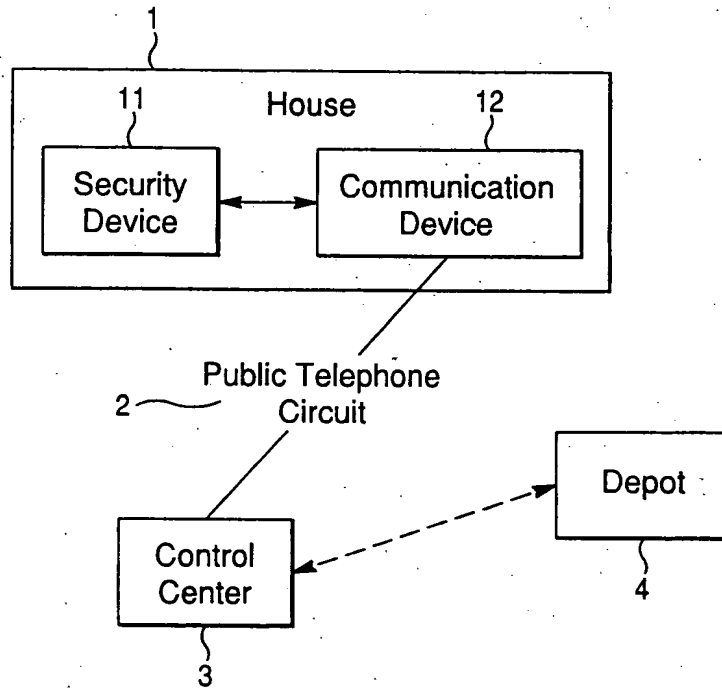 1
House
11
12
Security
Device
Communication
Device
Public Telephone
Circuit
2
Depot
4
Control
Center
3